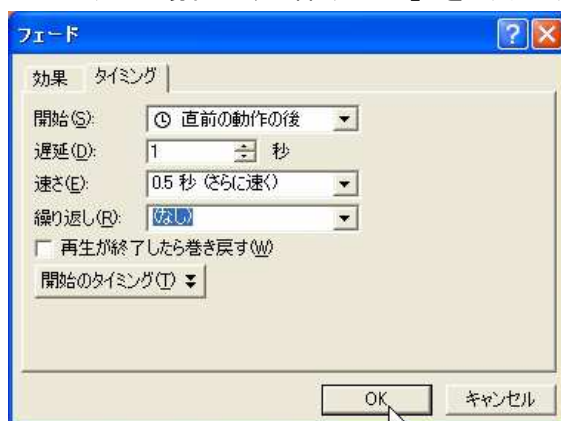 フェード
効果 タイミング
開始(S): 直前の動作の後
遅延(D): 1 秒
速さ(E): 0.5 秒 (さらに速く)
繰り返し(R): (なし)
再生が終了したら巻き戻す(W)
開始のタイミング(T)
OK キャンセル